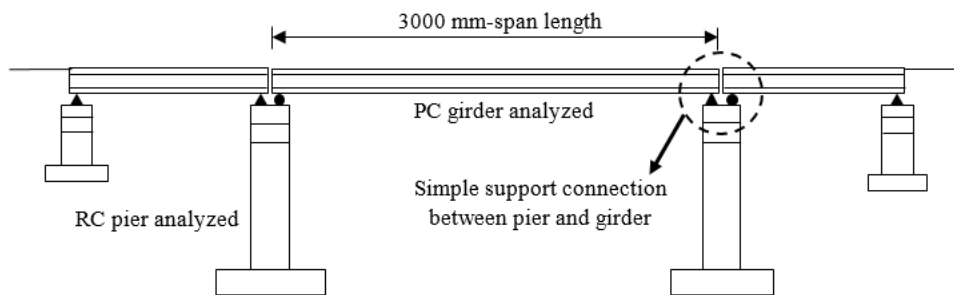 3000 mm-span length
PC girder analyzed
Simple support connection
between pier and girder
RC pier analyzed